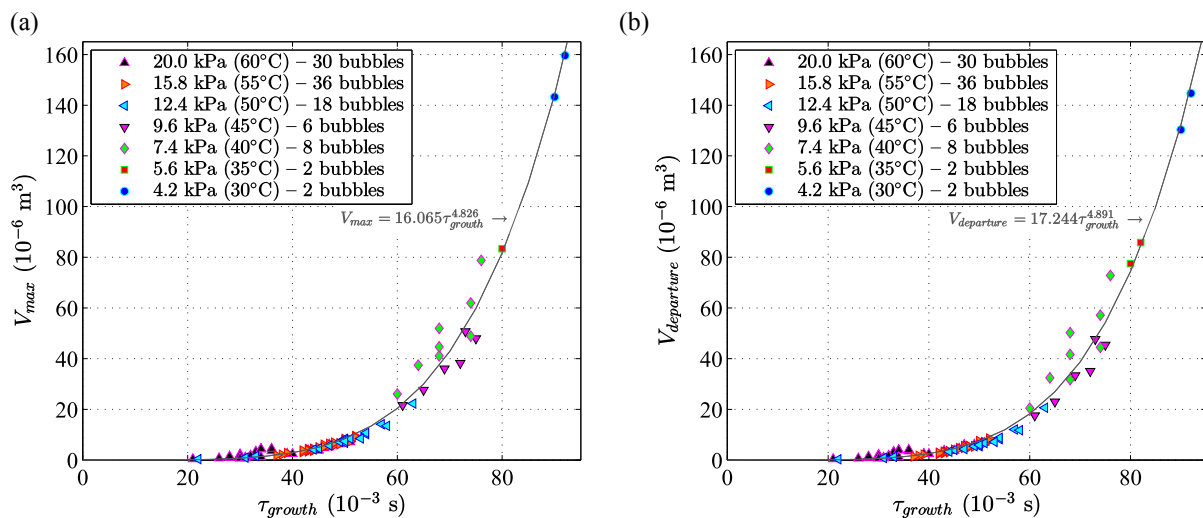 (a)
160
140
120
100
80
60
40
20
0
V_max (10⁻⁶ m³)
20.0 kPa (60°C) – 30 bubbles
15.8 kPa (55°C) – 36 bubbles
12.4 kPa (50°C) – 18 bubbles
9.6 kPa (45°C) – 6 bubbles
7.4 kPa (40°C) – 8 bubbles
5.6 kPa (35°C) – 2 bubbles
4.2 kPa (30°C) – 2 bubbles
V_max = 16.065τ_growth^4.826 →
0 20 40 60 80
τ_growth (10⁻³ s)
(b)
160
140
120
100
80
60
40
20
0
V_departure (10⁻⁶ m³)
20.0 kPa (60°C) – 30 bubbles
15.8 kPa (55°C) – 36 bubbles
12.4 kPa (50°C) – 18 bubbles
9.6 kPa (45°C) – 6 bubbles
7.4 kPa (40°C) – 8 bubbles
5.6 kPa (35°C) – 2 bubbles
4.2 kPa (30°C) – 2 bubbles
V_departure = 17.244τ_growth^4.891 →
0 20 40 60 80
τ_growth (10⁻³ s)